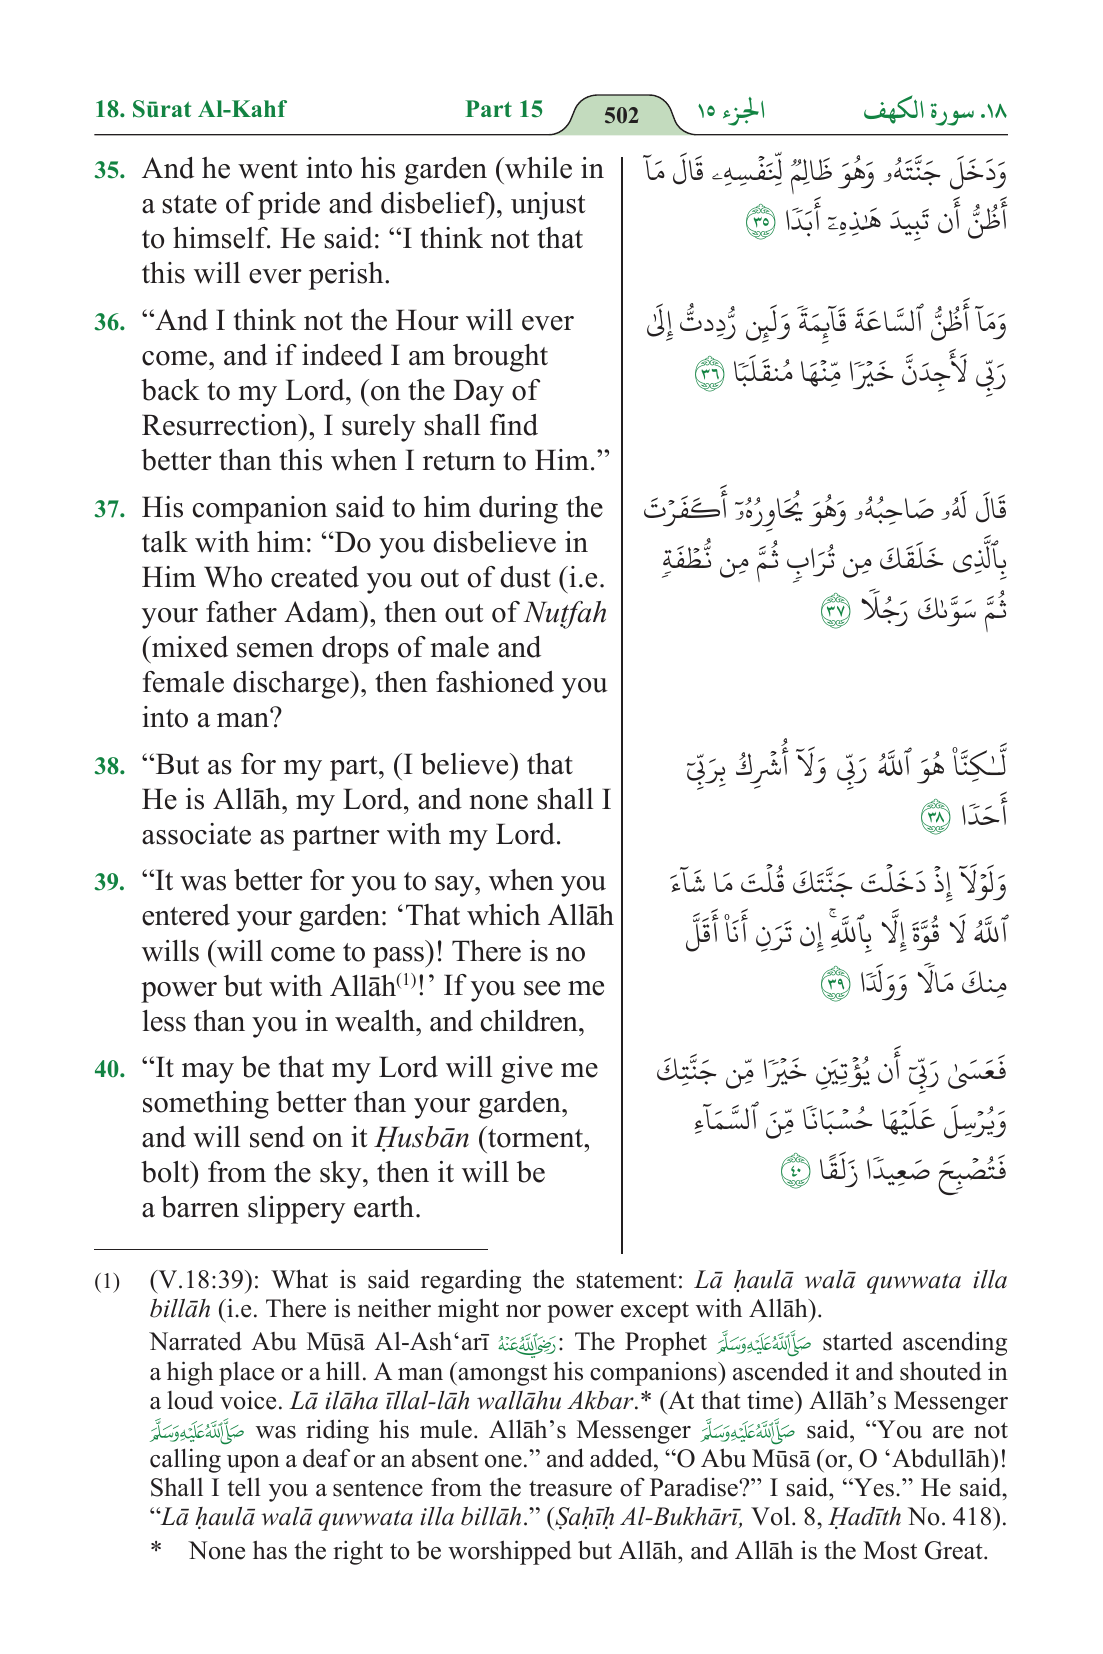 18. Sūrat Al-Kahf Part 15 502 الجزء ١٥ ١٨. سورة الكهف
35. And he went into his garden (while in
a state of pride and disbelief), unjust
to himself. He said: “I think not that
this will ever perish.
وَدَخَلَ جَنَّتَهُۥ وَهُوَ ظَالِمٌ لِّنَفْسِهِۦ قَالَ مَآ
أَظُنُّ أَن تَبِيدَ هَٰذِهِۦٓ أَبَدًا ٣٥
36. “And I think not the Hour will ever
come, and if indeed I am brought
back to my Lord, (on the Day of
Resurrection), I surely shall find
better than this when I return to Him.”
وَمَآ أَظُنُّ ٱلسَّاعَةَ قَآئِمَةً وَلَئِن رُّدِدتُّ إِلَىٰ
رَبِّى لَأَجِدَنَّ خَيْرًا مِّنْهَا مُنقَلَبًا ٣٦
37. His companion said to him during the
talk with him: “Do you disbelieve in
Him Who created you out of dust (i.e.
your father Adam), then out of Nuṭfah
(mixed semen drops of male and
female discharge), then fashioned you
into a man?
قَالَ لَهُۥ صَاحِبُهُۥ وَهُوَ يُحَاوِرُهُۥٓ أَكَفَرْتَ
بِٱلَّذِى خَلَقَكَ مِن تُرَابٍ ثُمَّ مِن نُّطْفَةٍ
ثُمَّ سَوَّىٰكَ رَجُلًا ٣٧
38. “But as for my part, (I believe) that
He is Allāh, my Lord, and none shall I
associate as partner with my Lord.
لَّٰكِنَّا۠ هُوَ ٱللَّهُ رَبِّى وَلَآ أُشْرِكُ بِرَبِّىٓ
أَحَدًا ٣٨
39. “It was better for you to say, when you
entered your garden: ‘That which Allāh
wills (will come to pass)! There is no
power but with Allāh(1)!’ If you see me
less than you in wealth, and children,
وَلَوْلَآ إِذْ دَخَلْتَ جَنَّتَكَ قُلْتَ مَا شَآءَ
ٱللَّهُ لَا قُوَّةَ إِلَّا بِٱللَّهِۚ إِن تَرَنِ أَنَا۠ أَقَلَّ
مِنكَ مَالًا وَوَلَدًا ٣٩
40. “It may be that my Lord will give me
something better than your garden,
and will send on it Ḥusbān (torment,
bolt) from the sky, then it will be
a barren slippery earth.
فَعَسَىٰ رَبِّىٓ أَن يُؤْتِيَنِ خَيْرًا مِّن جَنَّتِكَ
وَيُرْسِلَ عَلَيْهَا حُسْبَانًا مِّنَ ٱلسَّمَآءِ
فَتُصْبِحَ صَعِيدًا زَلَقًا ٤٠
(1) (V.18:39): What is said regarding the statement: Lā ḥaulā walā quwwata illa
billāh (i.e. There is neither might nor power except with Allāh).
Narrated Abu Mūsā Al-Ash‘arī رضي الله عنه: The Prophet صلى الله عليه وسلم started ascending
a high place or a hill. A man (amongst his companions) ascended it and shouted in
a loud voice. Lā ilāha īllal-lāh wallāhu Akbar.* (At that time) Allāh’s Messenger
صلى الله عليه وسلم was riding his mule. Allāh’s Messenger صلى الله عليه وسلم said, “You are not
calling upon a deaf or an absent one.” and added, “O Abu Mūsā (or, O ‘Abdullāh)!
Shall I tell you a sentence from the treasure of Paradise?” I said, “Yes.” He said,
“Lā ḥaulā walā quwwata illa billāh.” (Ṣaḥīḥ Al-Bukhārī, Vol. 8, Ḥadīth No. 418).
* None has the right to be worshipped but Allāh, and Allāh is the Most Great.